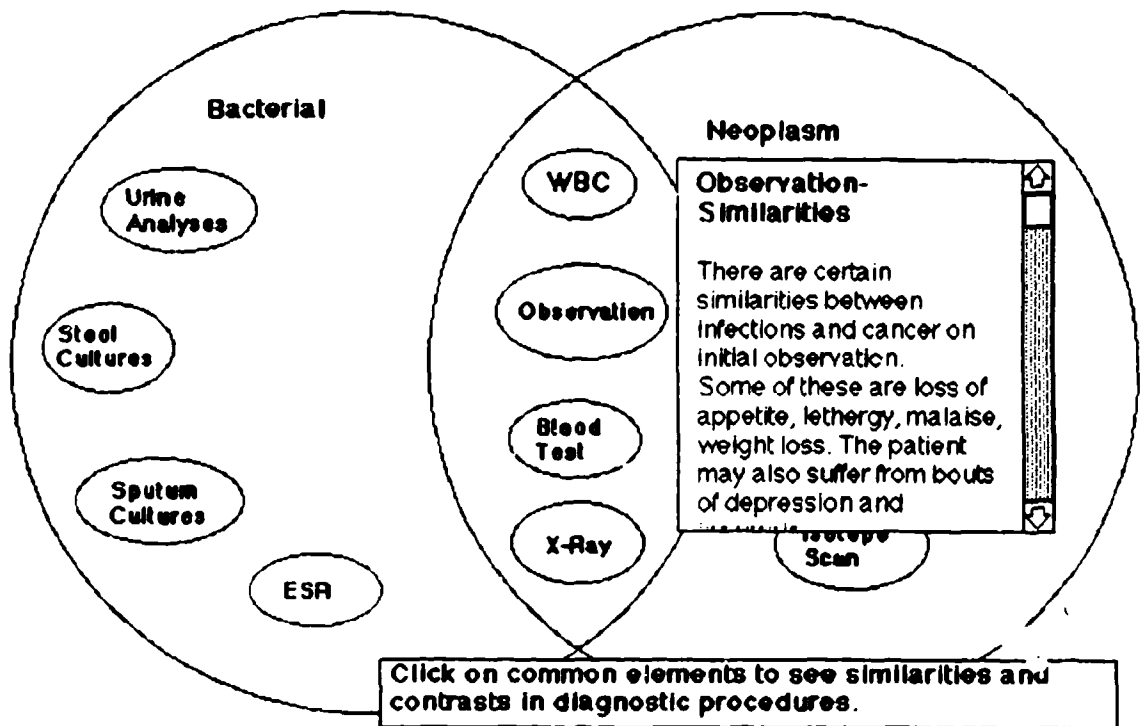 Bacterial
Urine
Analyses
Stool
Cultures
Sputum
Cultures
ESR
WBC
Observation
Blood
Test
X-Ray
Neoplasm
Observation-
Similarities
There are certain
similarities between
infections and cancer on
initial observation.
Some of these are loss of
appetite, lethergy, malaise,
weight loss. The patient
may also suffer from bouts
of depression and
Isotope
Scan
Click on common elements to see similarities and
contrasts in diagnostic procedures.